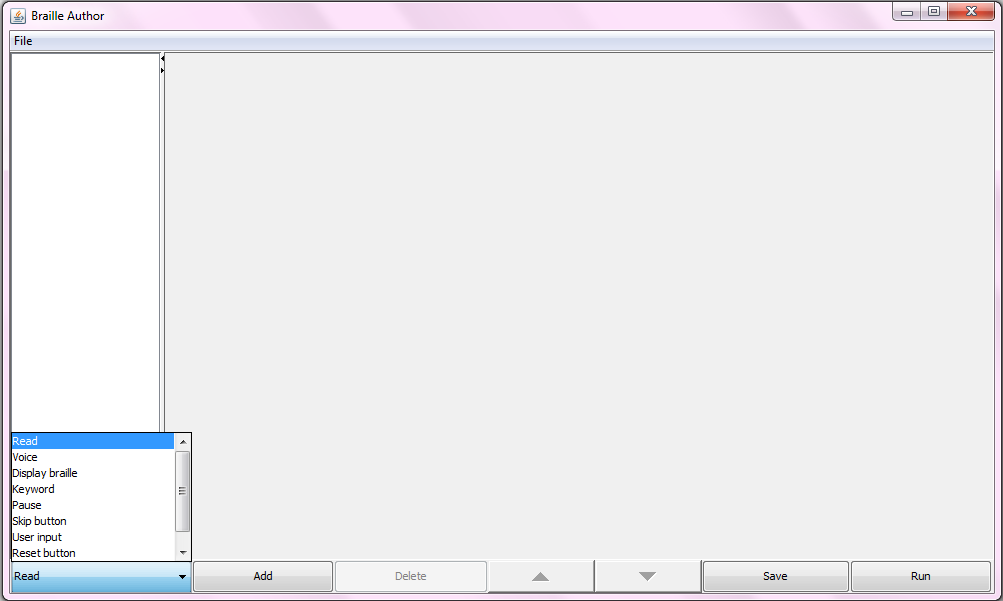 Braille Author
File
Read
Voice
Display braille
Keyword
Pause
Skip button
User input
Reset button
Read
Add
Delete
Save
Run